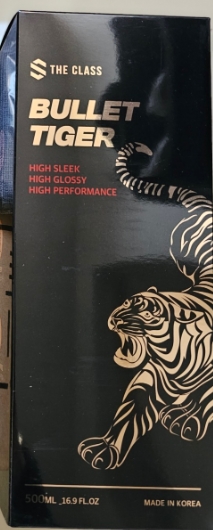 THE CLASS
BULLET
TIGER
HIGH SLEEK
HIGH GLOSSY
HIGH PERFORMANCE
500ML 16.9 FL.OZ
MADE IN KOREA